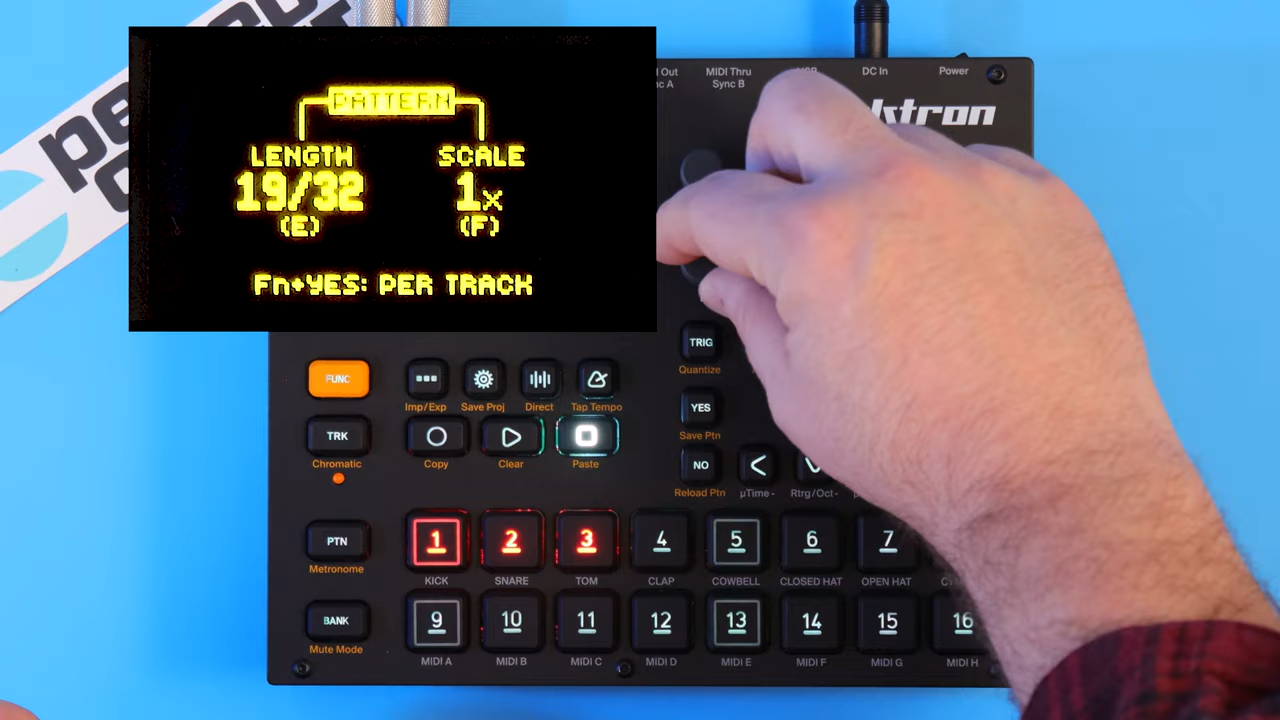 PATTERN
LENGTH SCALE
19/32 1x
(E) (F)
Fn+YES: PER TRACK
MIDI Thru DC In Power
Sync B
FUNC
Imp/Exp Save Proj Direct Tap Tempo
TRIG
Quantize
TRK
Chromatic
Copy Clear Paste
YES
Save Ptn
NO
Reload Ptn µTime- Rtrg/Oct-
PTN
Metronome
1 2 3 4 5 6 7
KICK SNARE TOM CLAP COWBELL CLOSED HAT OPEN HAT
BANK
Mute Mode
9 10 11 12 13 14 15 16
MIDI A MIDI B MIDI C MIDI D MIDI E MIDI F MIDI G MIDI H